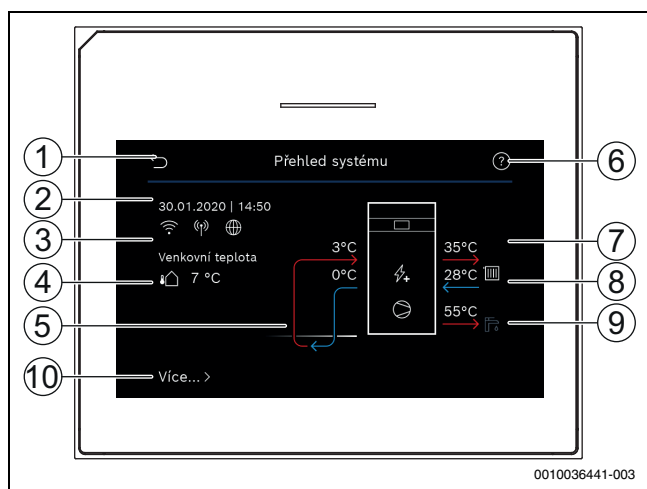 1
Přehled systému
?
6
2
30.01.2020 | 14:50
3
Venkovní teplota
3°C
35°C
7
4
7 °C
0°C
28°C
8
5
55°C
9
10
Více... >
0010036441-003